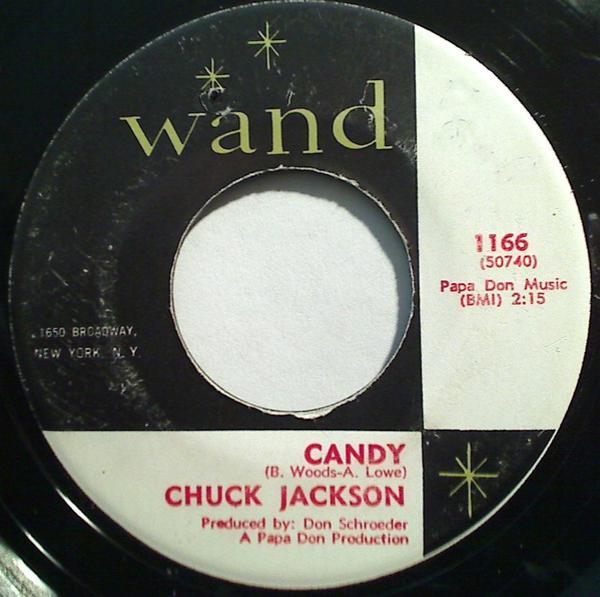 wand
1166
(50740)
Papa Don Music
(BMI) 2:15
1650 BROADWAY,
NEW YORK, N. Y.
CANDY
(B. Woods-A. Lowe)
CHUCK JACKSON
Produced by: Don Schroeder
A Papa Don Production